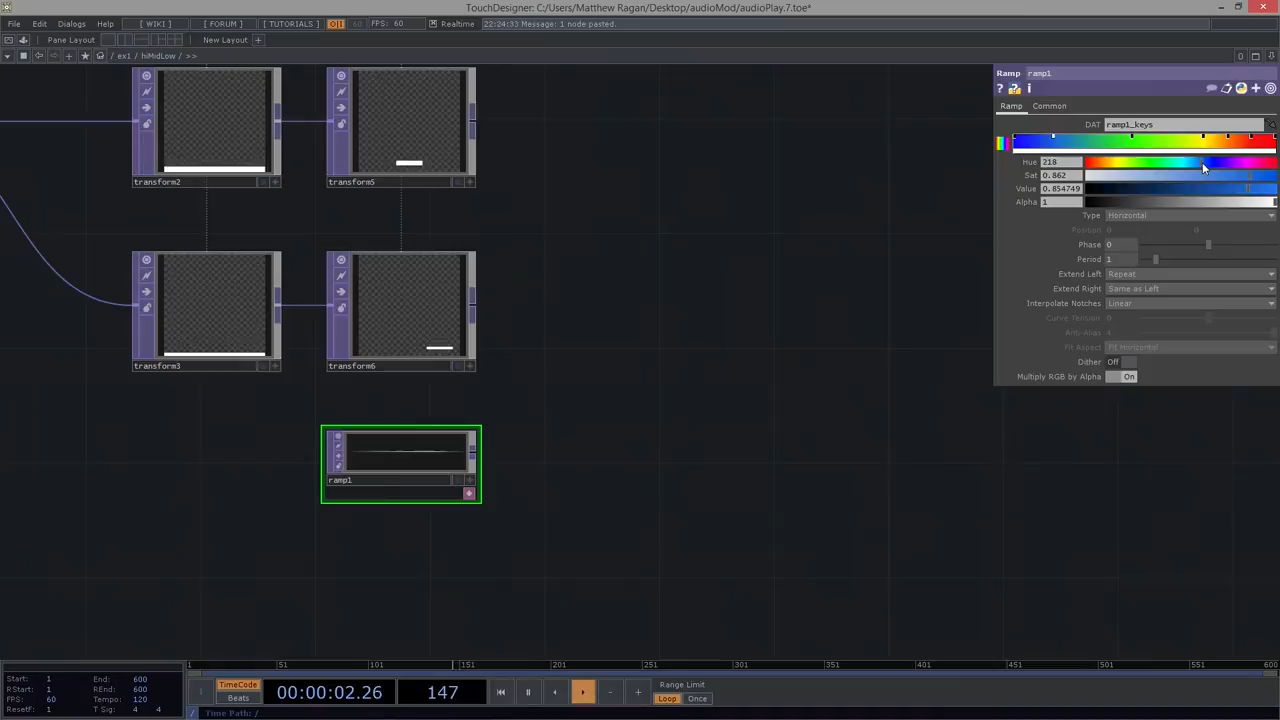 TouchDesigner: C:/Users/Matthew Ragan/Desktop/audioMod/audioPlay.7.toe*
File Edit Dialogs Help [ WIKI ] [ FORUM ] [ TUTORIALS ] O|I FPS: 60 Realtime 22:24:33 Message: 1 node pasted.
Pane Layout New Layout +
/ ex1 / hiMidLow / >>
Ramp ramp1
Ramp Common
DAT ramp1_keys
Hue 218
Sat 0.862
Value 0.854749
Alpha 1
Type Horizontal
Position 0 0
Phase 0
Period 1
Extend Left Repeat
Extend Right Same as Left
Interpolate Notches Linear
Curve Tension 0
Anti-Alias 4
Fit Aspect Fit Horizontal
Dither Off
Multiply RGB by Alpha On
transform2 transform5
transform3 transform6
ramp1
1 51 101 151 201 251 301 351 401 451 501 551 600
Start: 1 End: 600
RStart: 1 REnd: 600
FPS: 60 Tempo: 120
ResetF: 1 T Sig: 4 4
TimeCode
Beats
00:00:02.26 147
Range Limit
Loop Once
/ Time Path: /